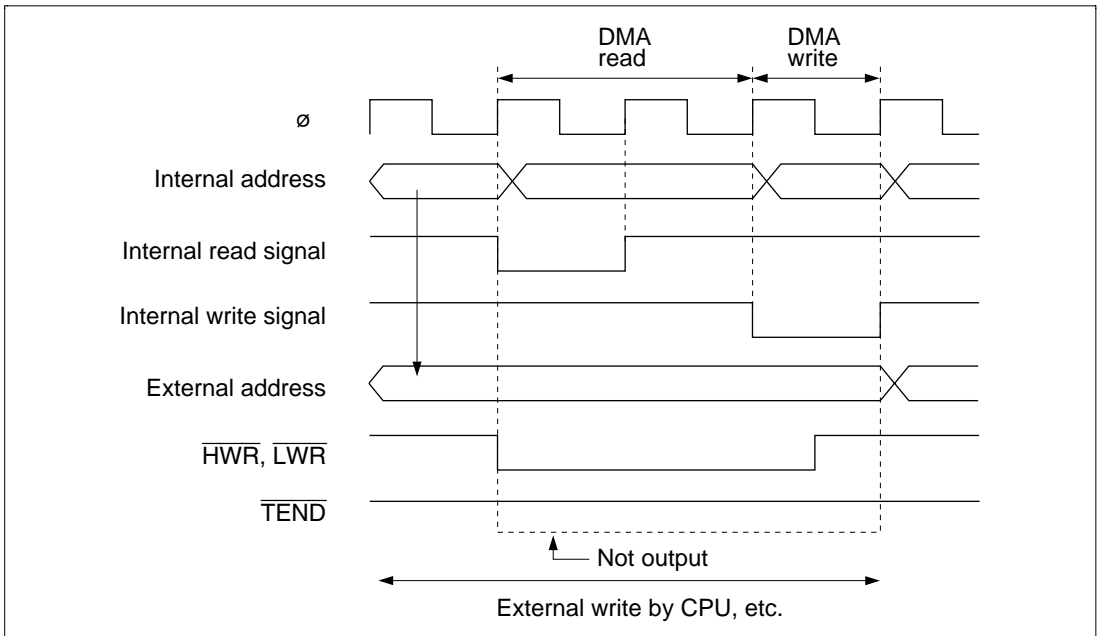 DMA
read
DMA
write
ø
Internal address
Internal read signal
Internal write signal
External address
HWR, LWR
TEND
Not output
External write by CPU, etc.